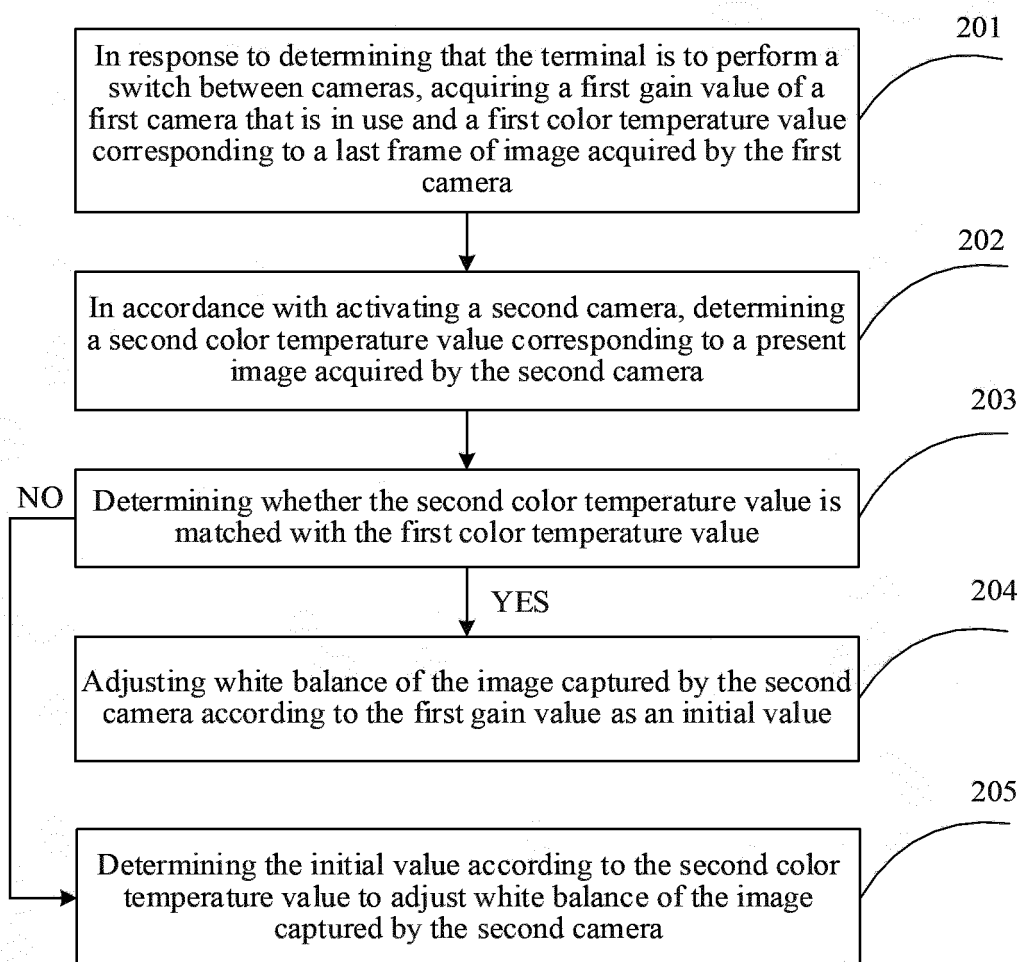 201
In response to determining that the terminal is to perform a
switch between cameras, acquiring a first gain value of a
first camera that is in use and a first color temperature value
corresponding to a last frame of image acquired by the first
camera
202
In accordance with activating a second camera, determining
a second color temperature value corresponding to a present
image acquired by the second camera
203
NO
Determining whether the second color temperature value is
matched with the first color temperature value
YES
204
Adjusting white balance of the image captured by the second
camera according to the first gain value as an initial value
205
Determining the initial value according to the second color
temperature value to adjust white balance of the image
captured by the second camera